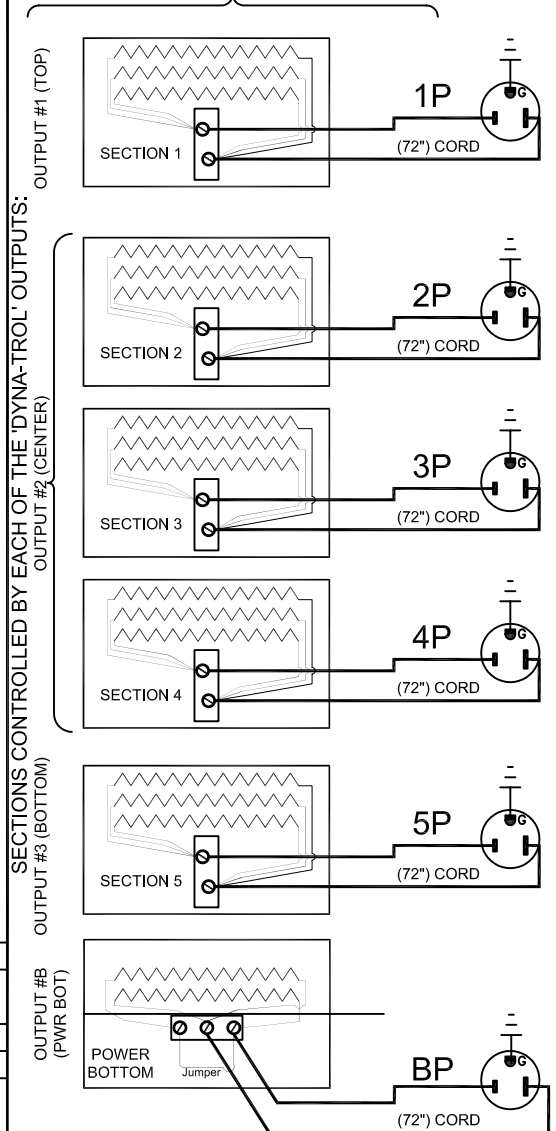 SECTIONS CONTROLLED BY EACH OF THE 'DYNA-TROL' OUTPUTS:
OUTPUT #1 (TOP)
SECTION 1
1P
(72") CORD
G
OUTPUT #2 (CENTER)
SECTION 2
2P
(72") CORD
G
SECTION 3
3P
(72") CORD
G
SECTION 4
4P
(72") CORD
G
OUTPUT #3 (BOTTOM)
SECTION 5
5P
(72") CORD
G
OUTPUT #B
(PWR BOT)
POWER
BOTTOM
Jumper
BP
(72") CORD
G